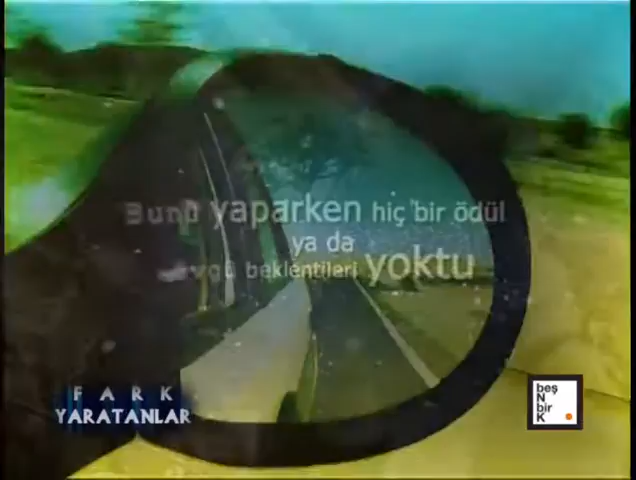 Bunu yaparken hiç bir ödül
ya da
beklentileri yoktu
FARK
YARATANLAR
beş
N
bir
K